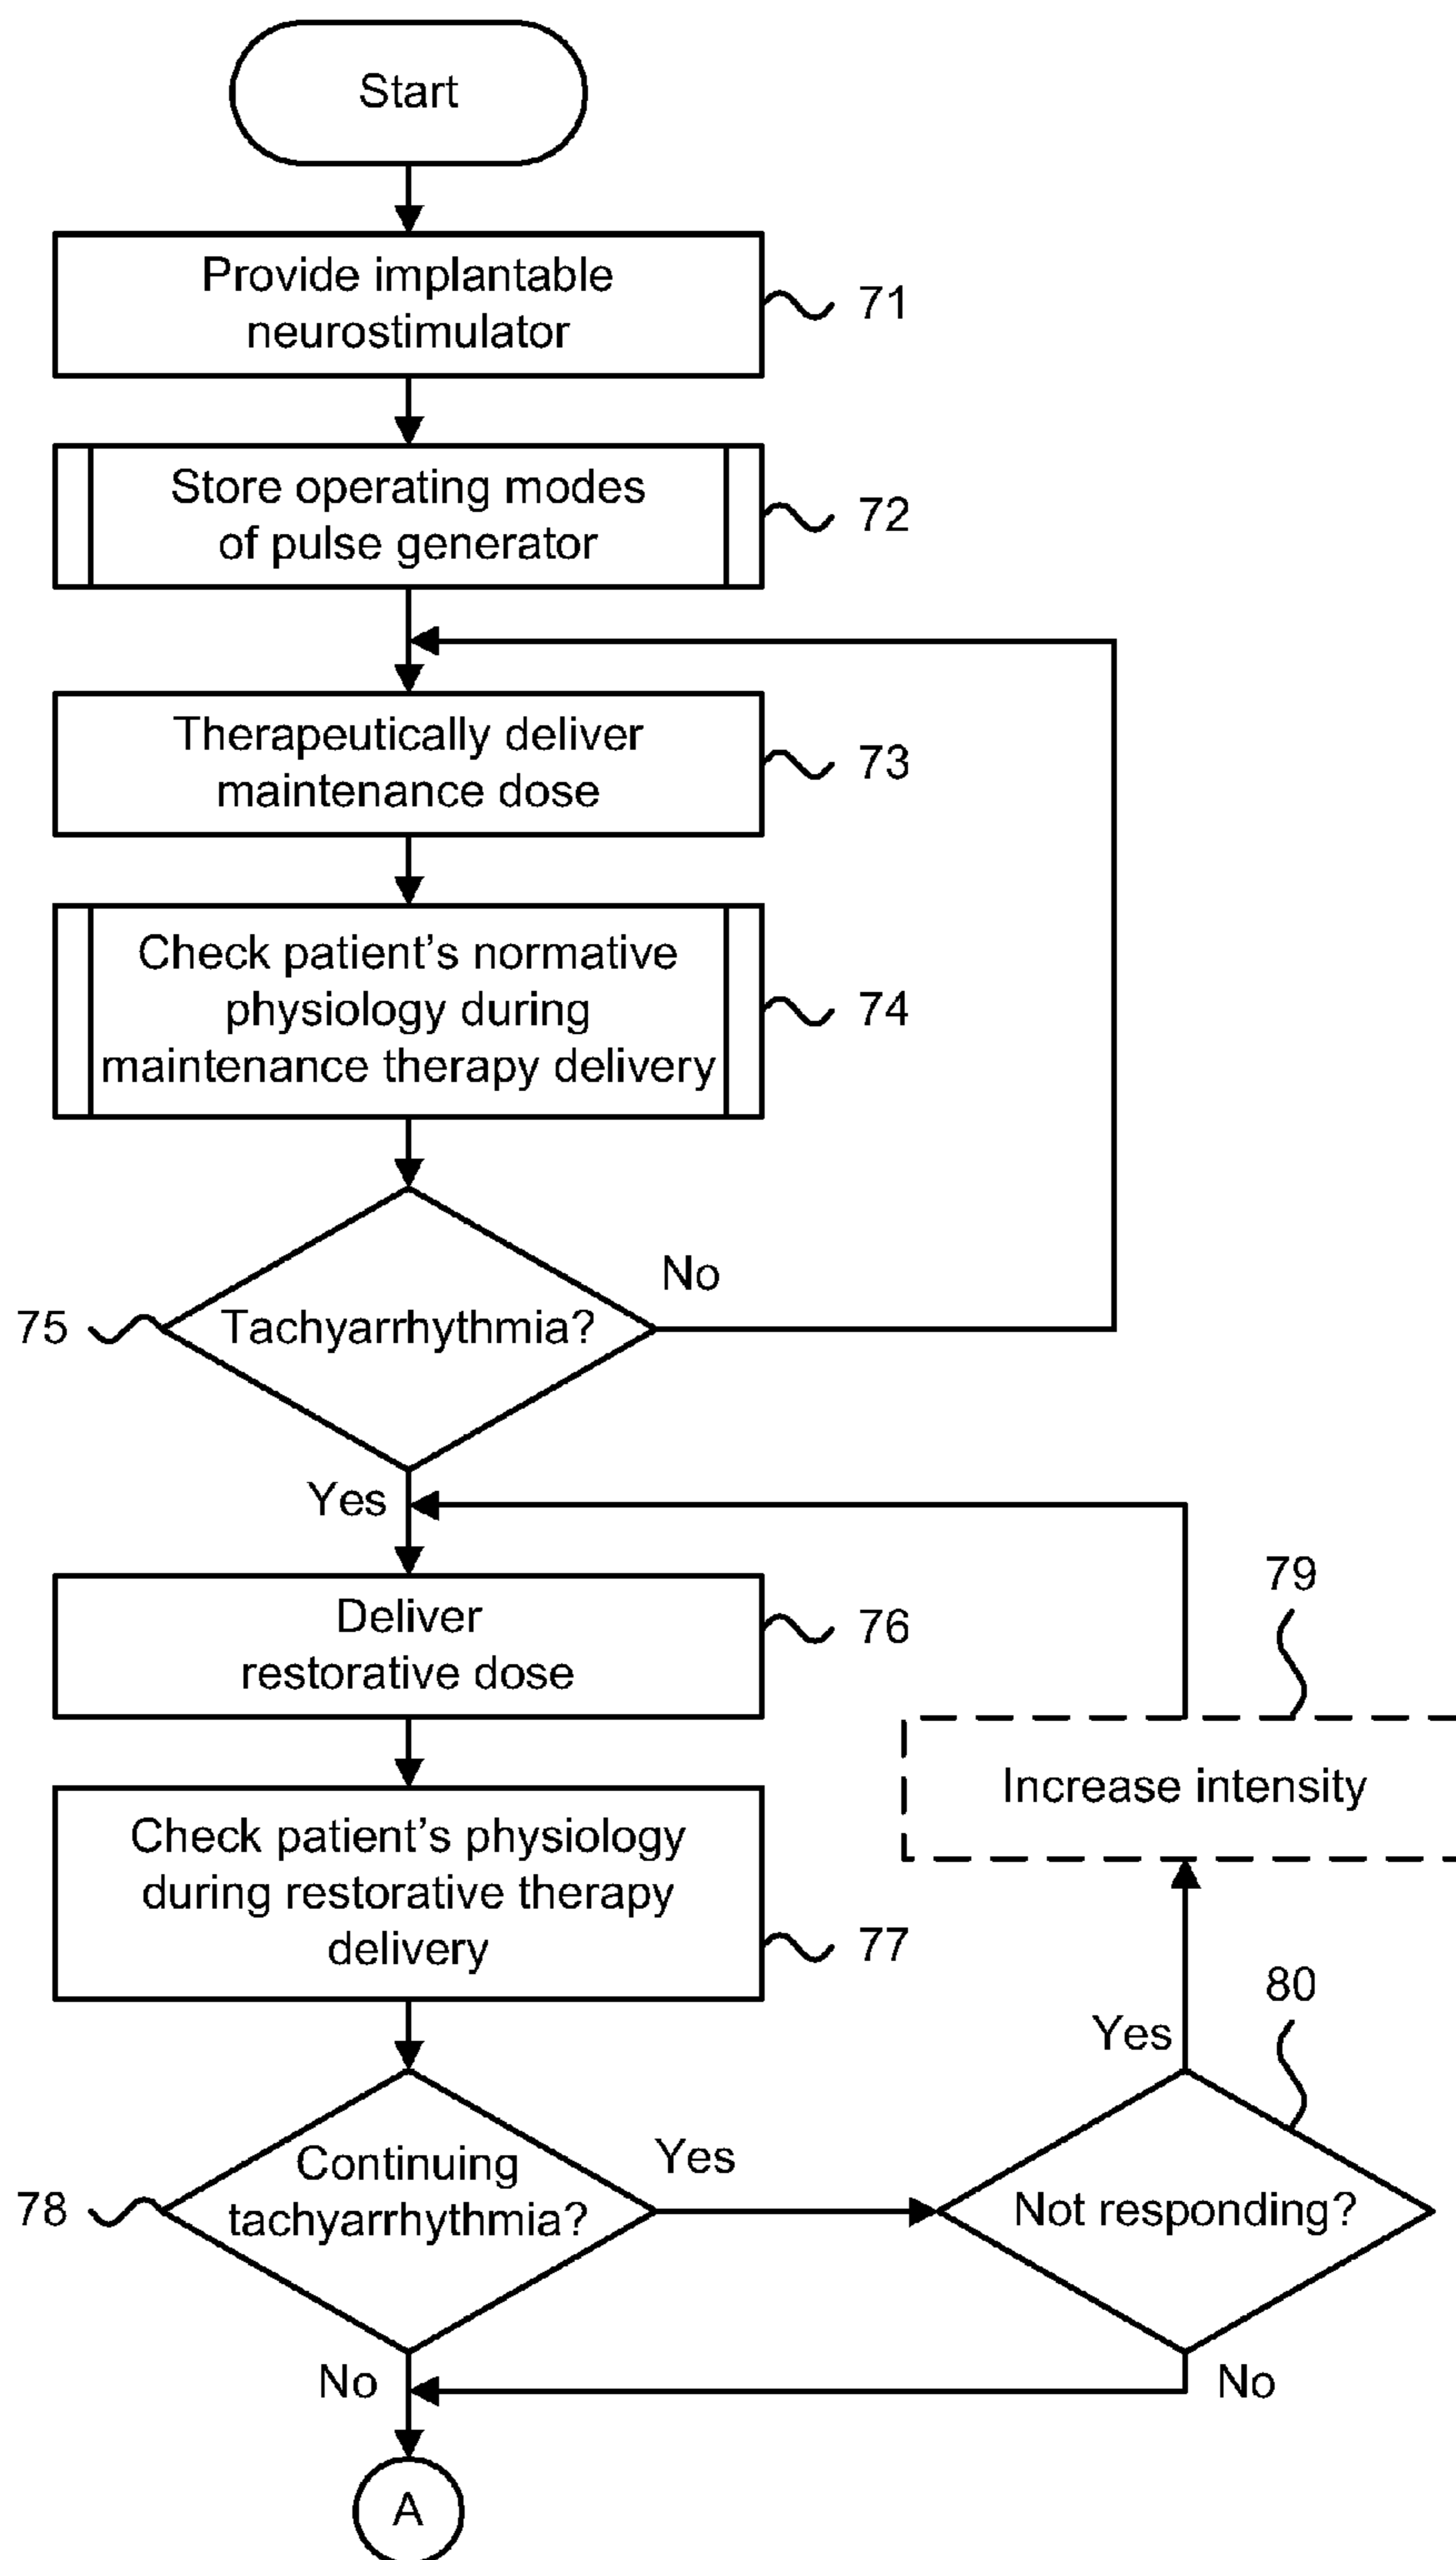 Start
Provide implantable
neurostimulator
71
Store operating modes
of pulse generator
72
Therapeutically deliver
maintenance dose
73
Check patient's normative
physiology during
maintenance therapy delivery
74
No
75
Tachyarrhythmia?
Yes
Deliver
restorative dose
76
79
Increase intensity
Check patient's physiology
during restorative therapy
delivery
77
80
Yes
Continuing
tachyarrhythmia?
Yes
78
Not responding?
No
No
A